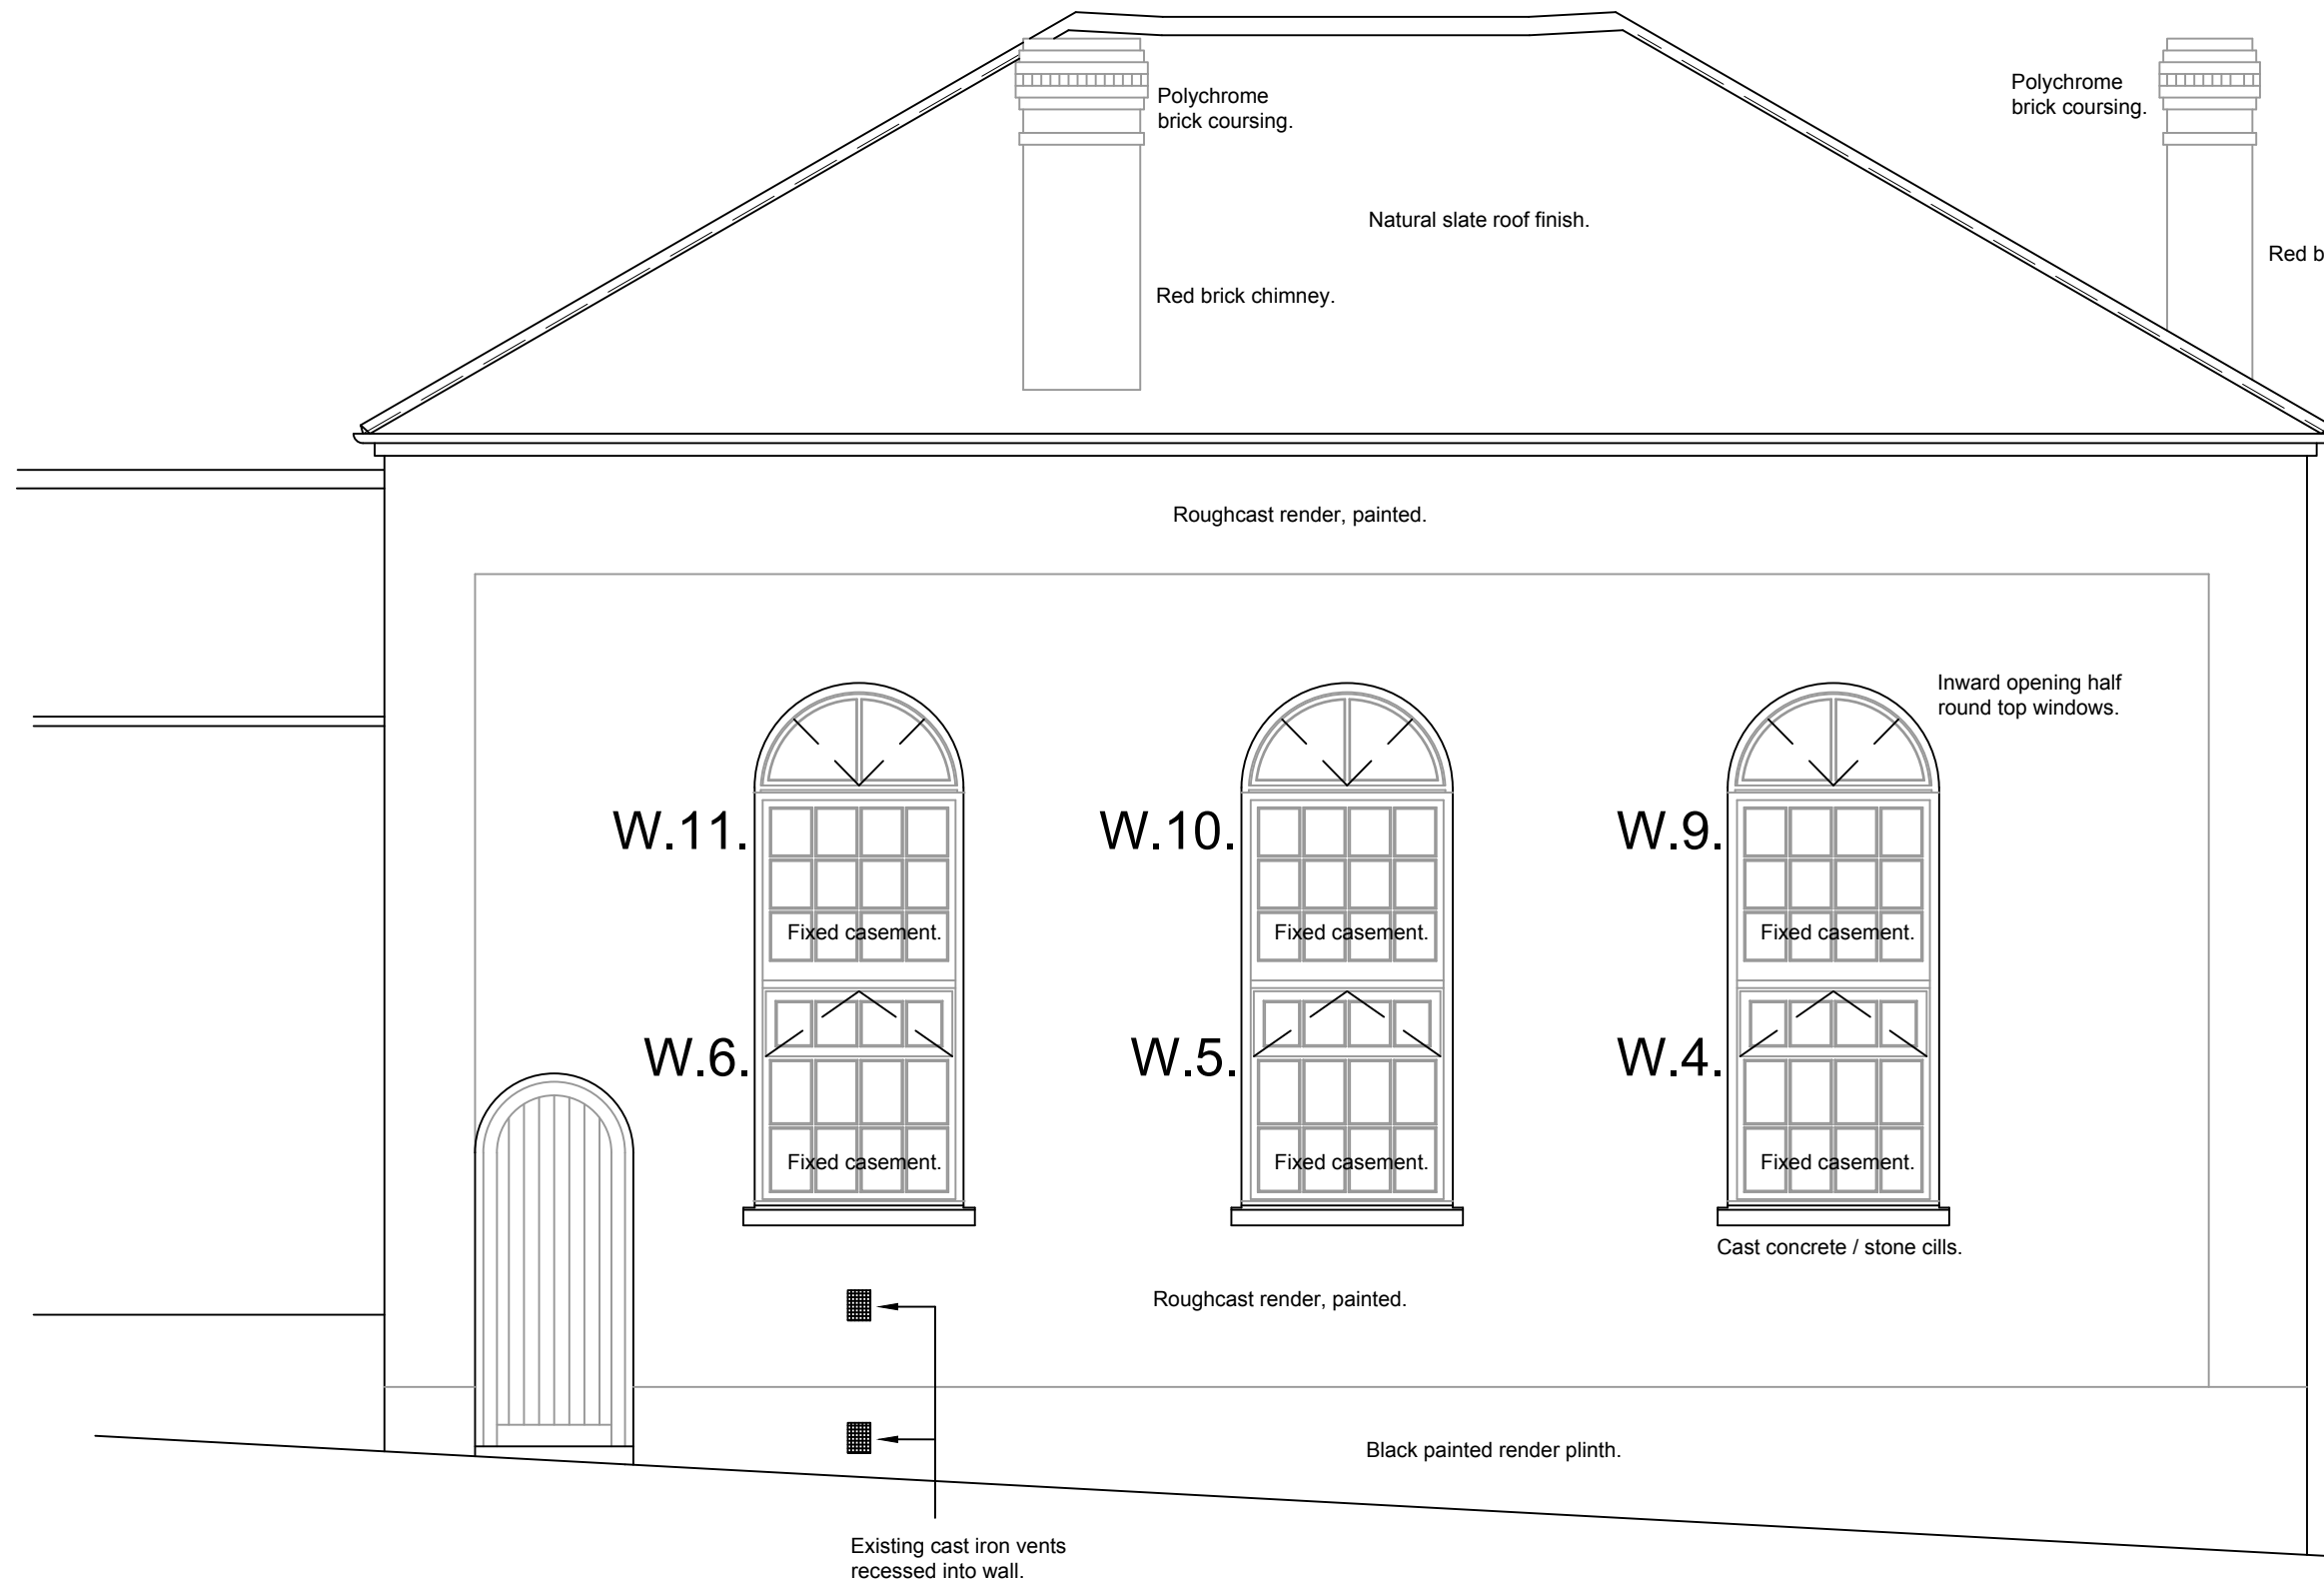 Polychrome
brick coursing.
Polychrome
brick coursing.
Natural slate roof finish.
Red b
Red brick chimney.
Roughcast render, painted.
Inward opening half
round top windows.
W.11.
W.10.
W.9.
Fixed casement.
Fixed casement.
Fixed casement.
W.6.
W.5.
W.4.
Fixed casement.
Fixed casement.
Fixed casement.
Cast concrete / stone cills.
Roughcast render, painted.
Black painted render plinth.
Existing cast iron vents
recessed into wall.